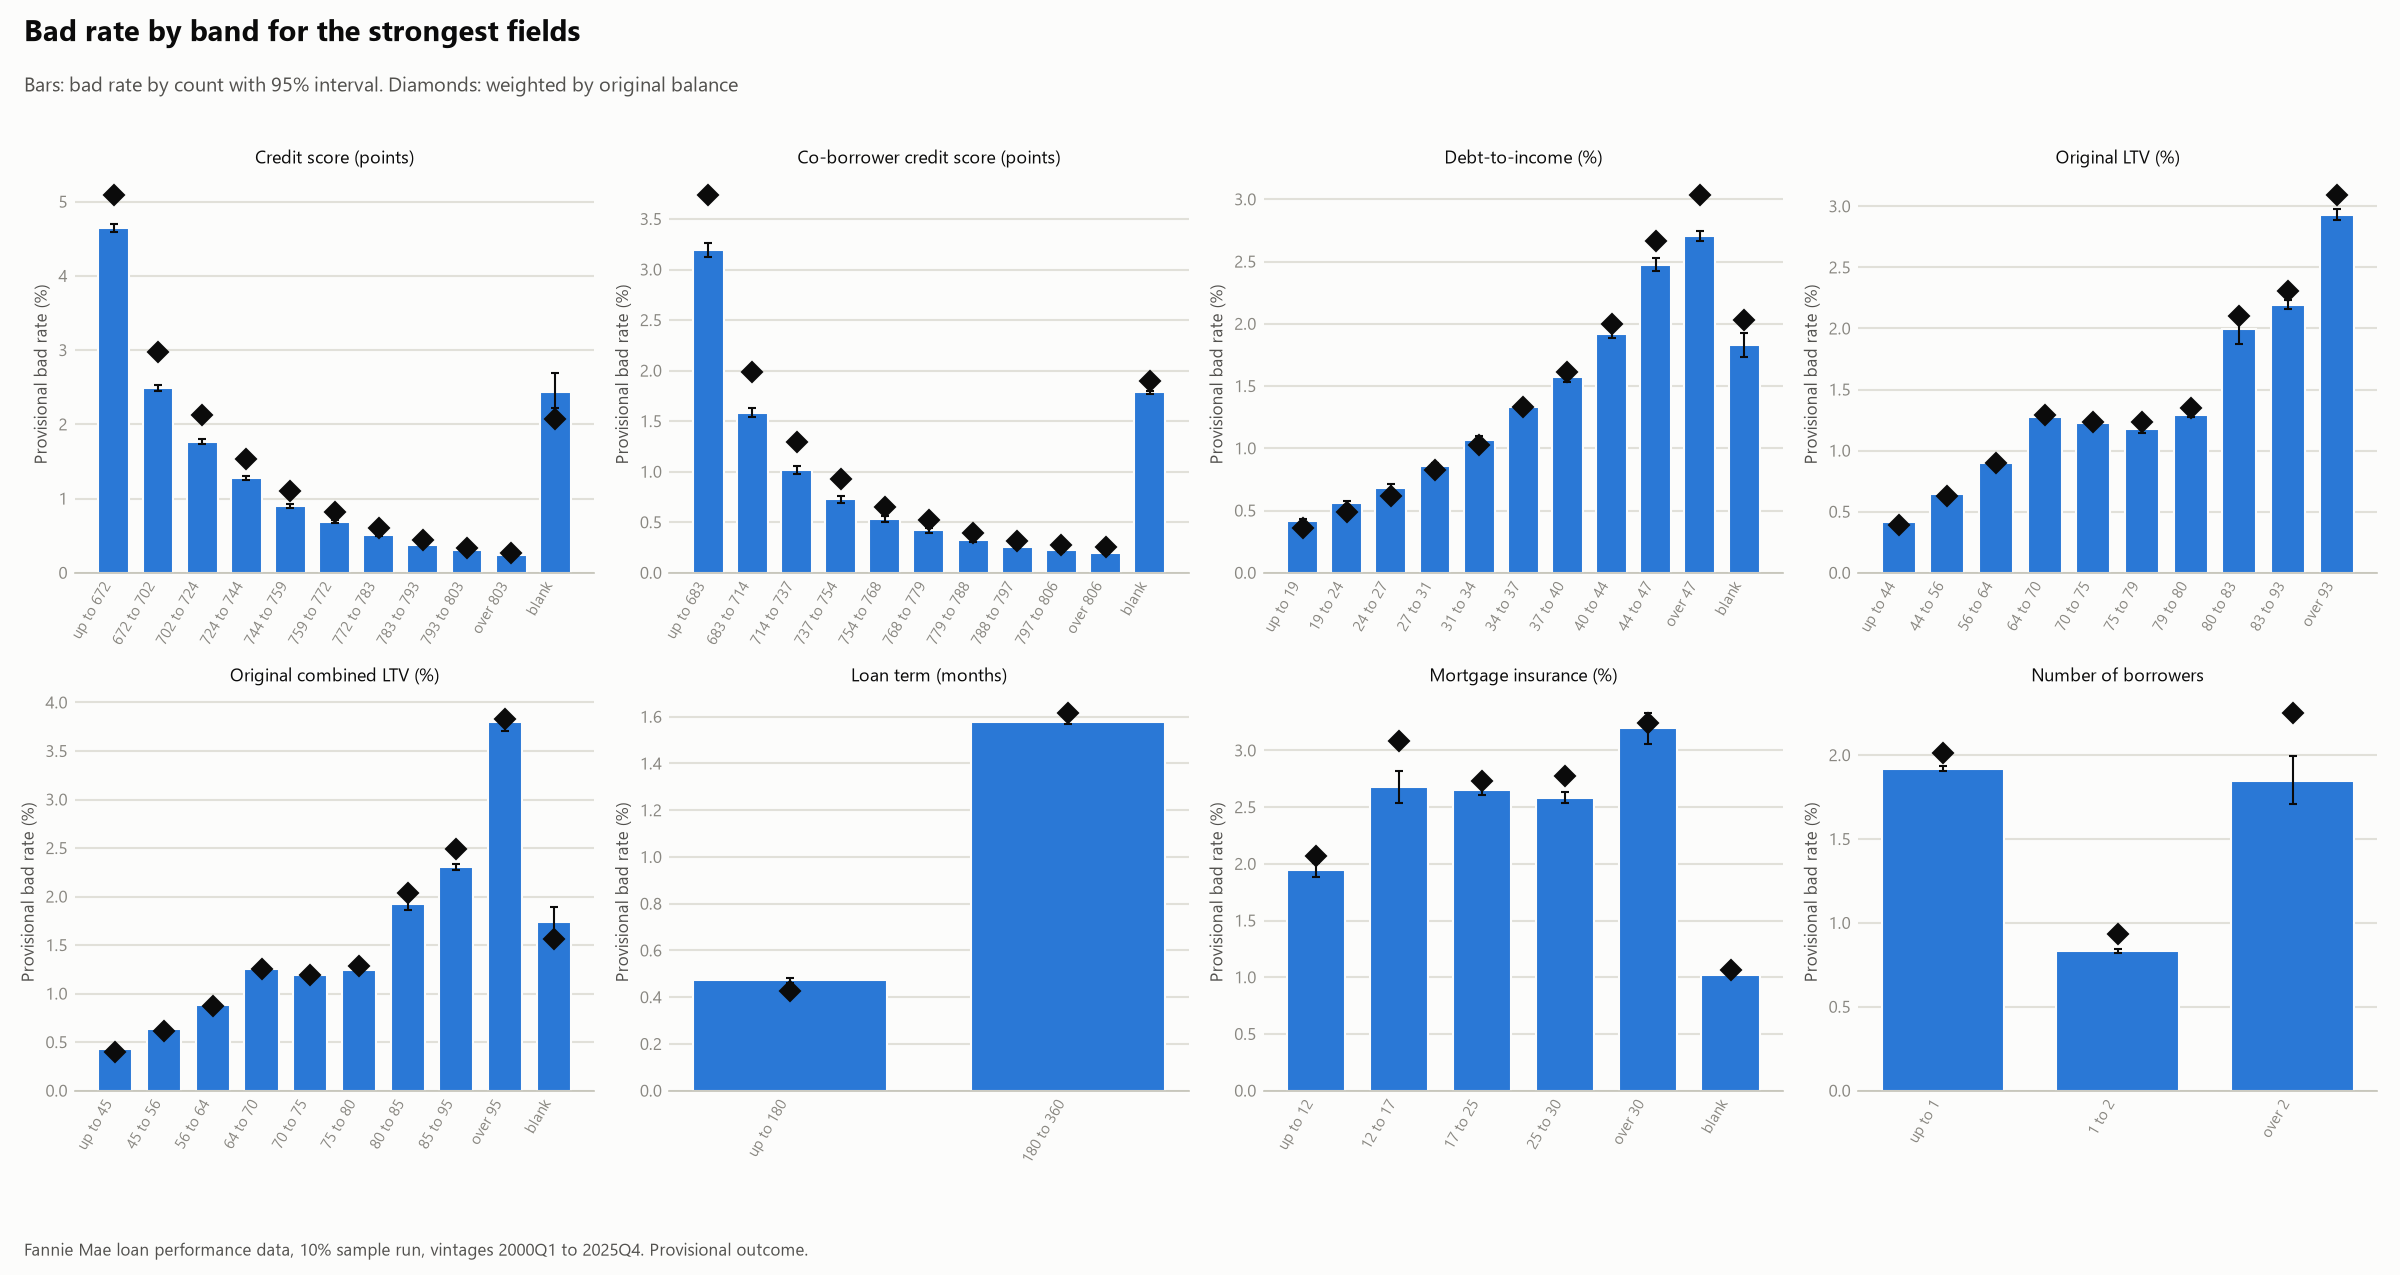 Bad rate by band for the strongest fields
Bars: bad rate by count with 95% interval. Diamonds: weighted by original balance
Credit score (points)
Provisional bad rate (%)
5
4
3
2
1
0
up to 672
672 to 702
702 to 724
724 to 744
744 to 759
759 to 772
772 to 783
783 to 793
793 to 803
over 803
blank
Co-borrower credit score (points)
Provisional bad rate (%)
3.5
3.0
2.5
2.0
1.5
1.0
0.5
0.0
up to 683
683 to 714
714 to 737
737 to 754
754 to 768
768 to 779
779 to 788
788 to 797
797 to 806
over 806
blank
Debt-to-income (%)
Provisional bad rate (%)
3.0
2.5
2.0
1.5
1.0
0.5
0.0
up to 19
19 to 24
24 to 27
27 to 31
31 to 34
34 to 37
37 to 40
40 to 44
44 to 47
over 47
blank
Original LTV (%)
Provisional bad rate (%)
3.0
2.5
2.0
1.5
1.0
0.5
0.0
up to 44
44 to 56
56 to 64
64 to 70
70 to 75
75 to 79
79 to 80
80 to 83
83 to 93
over 93
Original combined LTV (%)
Provisional bad rate (%)
4.0
3.5
3.0
2.5
2.0
1.5
1.0
0.5
0.0
up to 45
45 to 56
56 to 64
64 to 70
70 to 75
75 to 80
80 to 85
85 to 95
over 95
blank
Loan term (months)
Provisional bad rate (%)
1.6
1.4
1.2
1.0
0.8
0.6
0.4
0.2
0.0
up to 180
180 to 360
Mortgage insurance (%)
Provisional bad rate (%)
3.0
2.5
2.0
1.5
1.0
0.5
0.0
up to 12
12 to 17
17 to 25
25 to 30
over 30
blank
Number of borrowers
Provisional bad rate (%)
2.0
1.5
1.0
0.5
0.0
up to 1
1 to 2
over 2
Fannie Mae loan performance data, 10% sample run, vintages 2000Q1 to 2025Q4. Provisional outcome.